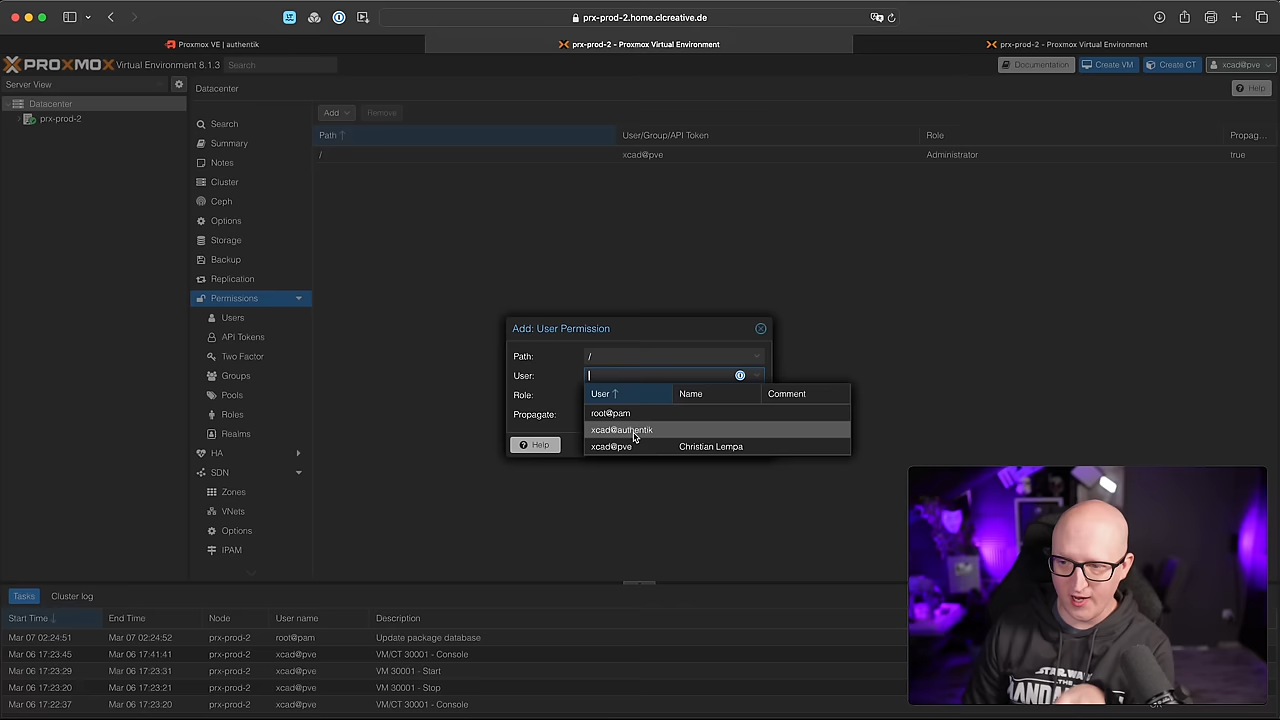 prx-prod-2.home.clcreative.de
Proxmox VE | authentik
prx-prod-2 - Proxmox Virtual Environment
prx-prod-2 - Proxmox Virtual Environment
PROXMOX Virtual Environment 8.1.3 Search
Documentation Create VM Create CT xcad@pve
Server View
Datacenter
Help
Datacenter
prx-prod-2
Search
Summary
Notes
Cluster
Ceph
Options
Storage
Backup
Replication
Permissions
Users
API Tokens
Two Factor
Groups
Pools
Roles
Realms
HA
SDN
Zones
VNets
Options
IPAM
Add Remove
Path User/Group/API Token Role Propag...
/ xcad@pve Administrator true
Add: User Permission
Path: /
User:
Role:
Propagate:
Help
User Name Comment
root@pam
xcad@authentik
xcad@pve Christian Lempa
Tasks Cluster log
Start Time End Time Node User name Description
Mar 07 02:24:51 Mar 07 02:24:52 prx-prod-2 root@pam Update package database
Mar 06 17:23:45 Mar 06 17:41:41 prx-prod-2 xcad@pve VM/CT 30001 - Console
Mar 06 17:23:29 Mar 06 17:23:31 prx-prod-2 xcad@pve VM 30001 - Start
Mar 06 17:23:20 Mar 06 17:23:21 prx-prod-2 xcad@pve VM 30001 - Stop
Mar 06 17:22:37 Mar 06 17:23:20 prx-prod-2 xcad@pve VM/CT 30001 - Console
STAR
WARS
THE